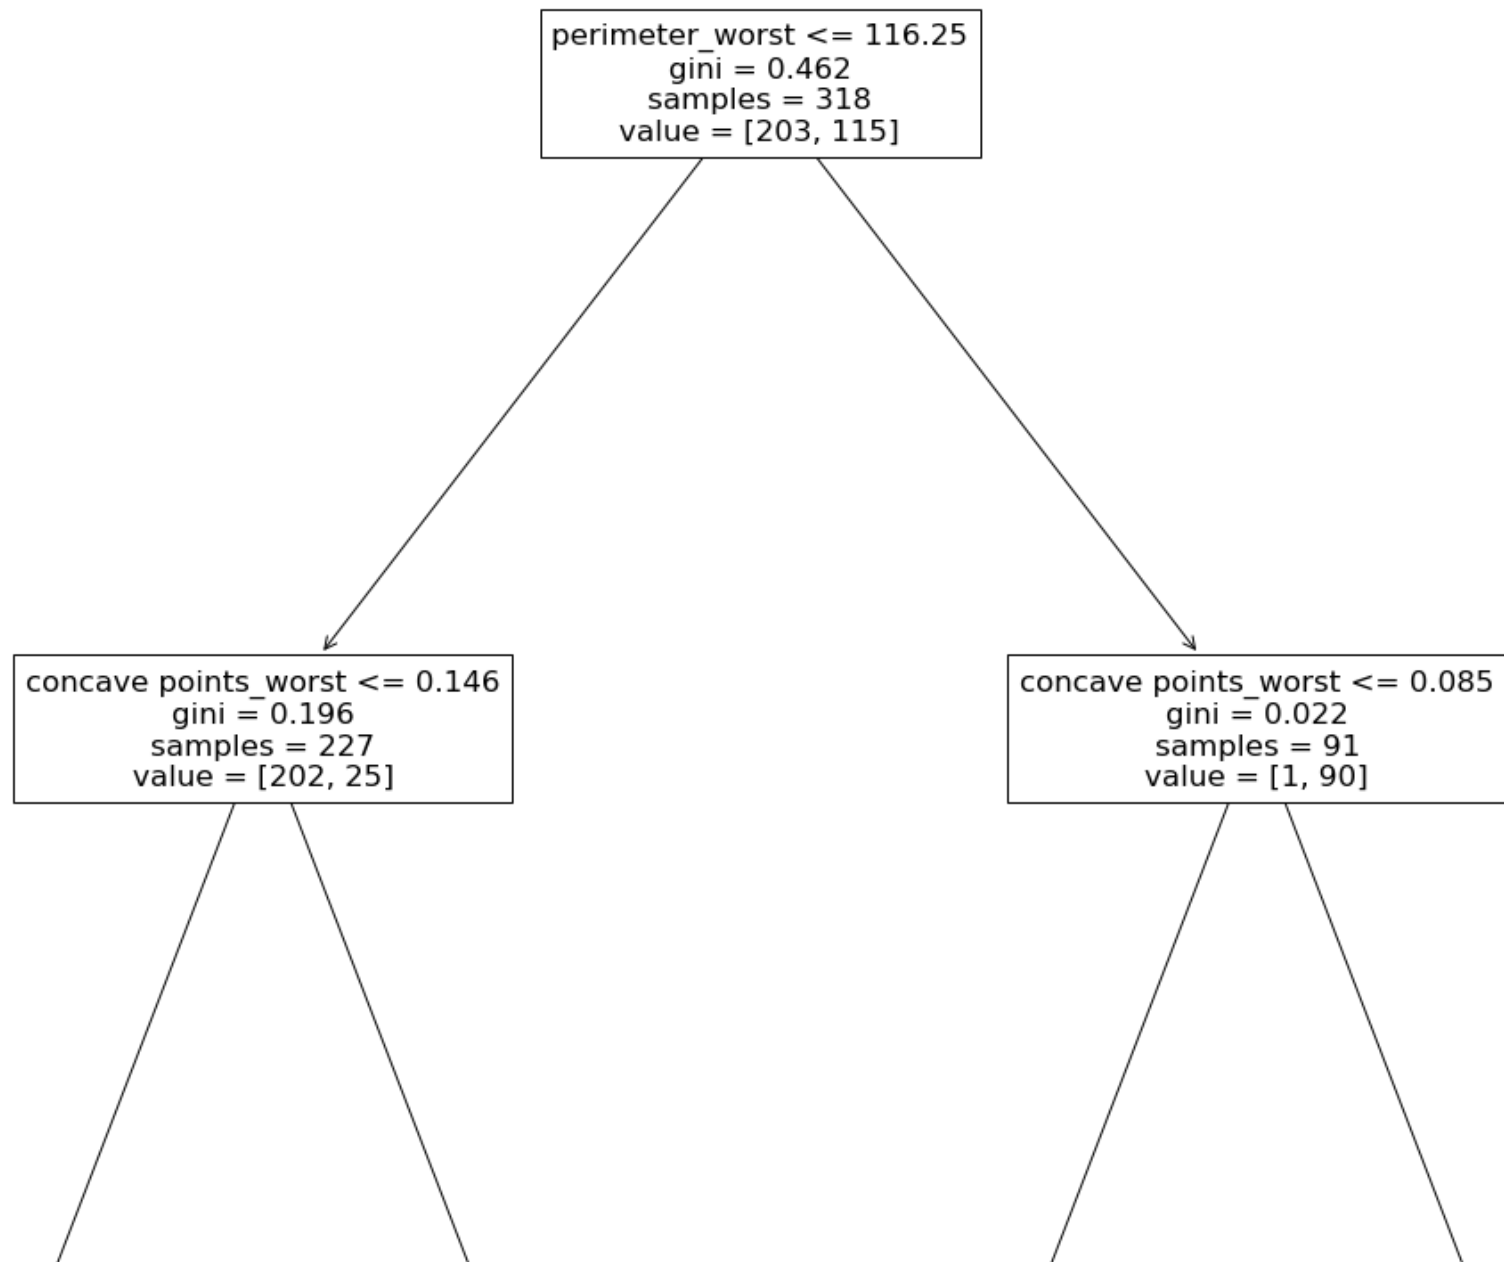 perimeter_worst <= 116.25
gini = 0.462
samples = 318
value = [203, 115]
concave points_worst <= 0.146
gini = 0.196
samples = 227
value = [202, 25]
concave points_worst <= 0.085
gini = 0.022
samples = 91
value = [1, 90]